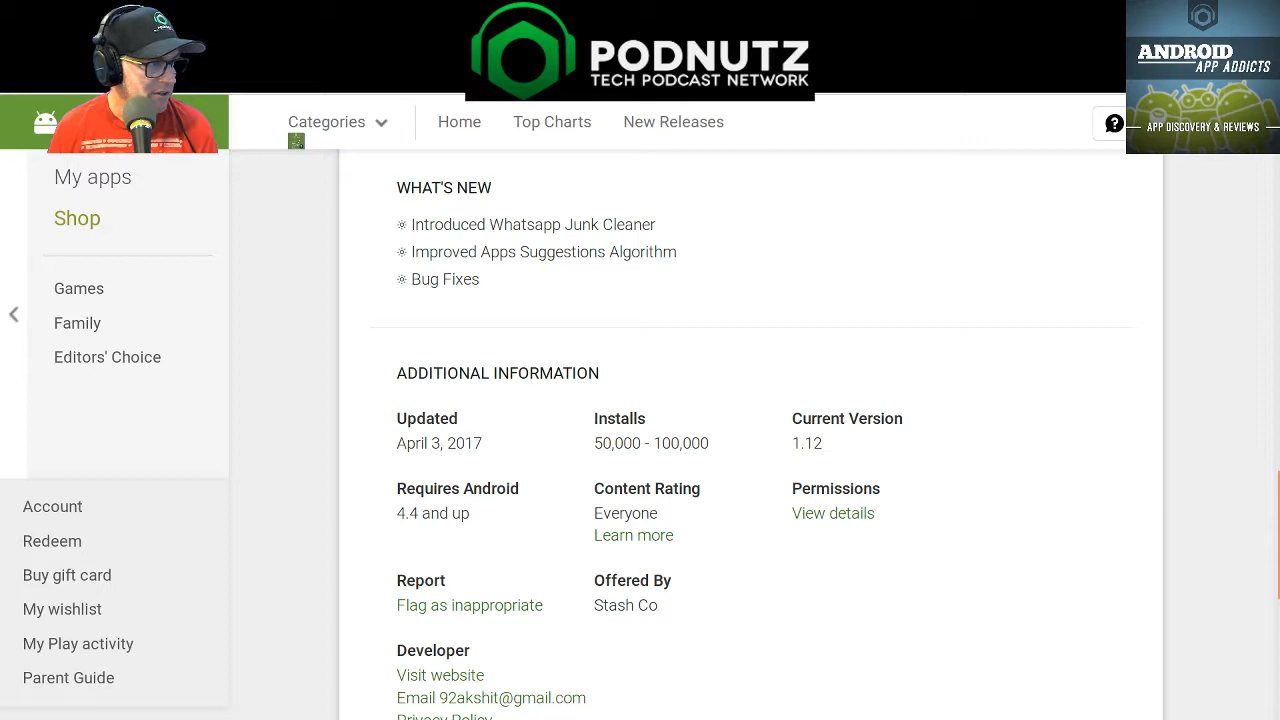 PODNUTZ
TECH PODCAST NETWORK
ANDROID
APP ADDICTS
APP DISCOVERY & REVIEWS
Categories
Home
Top Charts
New Releases
My apps
Shop
Games
Family
Editors' Choice
Account
Redeem
Buy gift card
My wishlist
My Play activity
Parent Guide
WHAT'S NEW
Introduced Whatsapp Junk Cleaner
Improved Apps Suggestions Algorithm
Bug Fixes
ADDITIONAL INFORMATION
Updated
April 3, 2017
Installs
50,000 - 100,000
Current Version
1.12
Requires Android
4.4 and up
Content Rating
Everyone
Learn more
Permissions
View details
Report
Flag as inappropriate
Offered By
Stash Co
Developer
Visit website
Email 92akshit@gmail.com
Privacy Policy